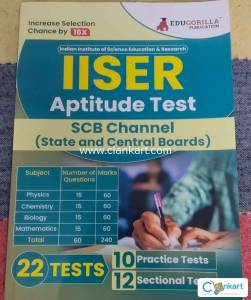 Increase Selection
Chance by 16X
EDUGORILLA
PUBLICATION
Indian Institute of Science Education & Research
IISER
Aptitude Test
SCB Channel
www.clankart.com
(State and Central Boards)
Subject Number of Questions Marks
Physics 15 60
Chemistry 15 60
Biology 15 60
Mathematics 15 60
Total 60 240
22 TESTS
10 Practice Tests
12 Sectional Tests
Clankart